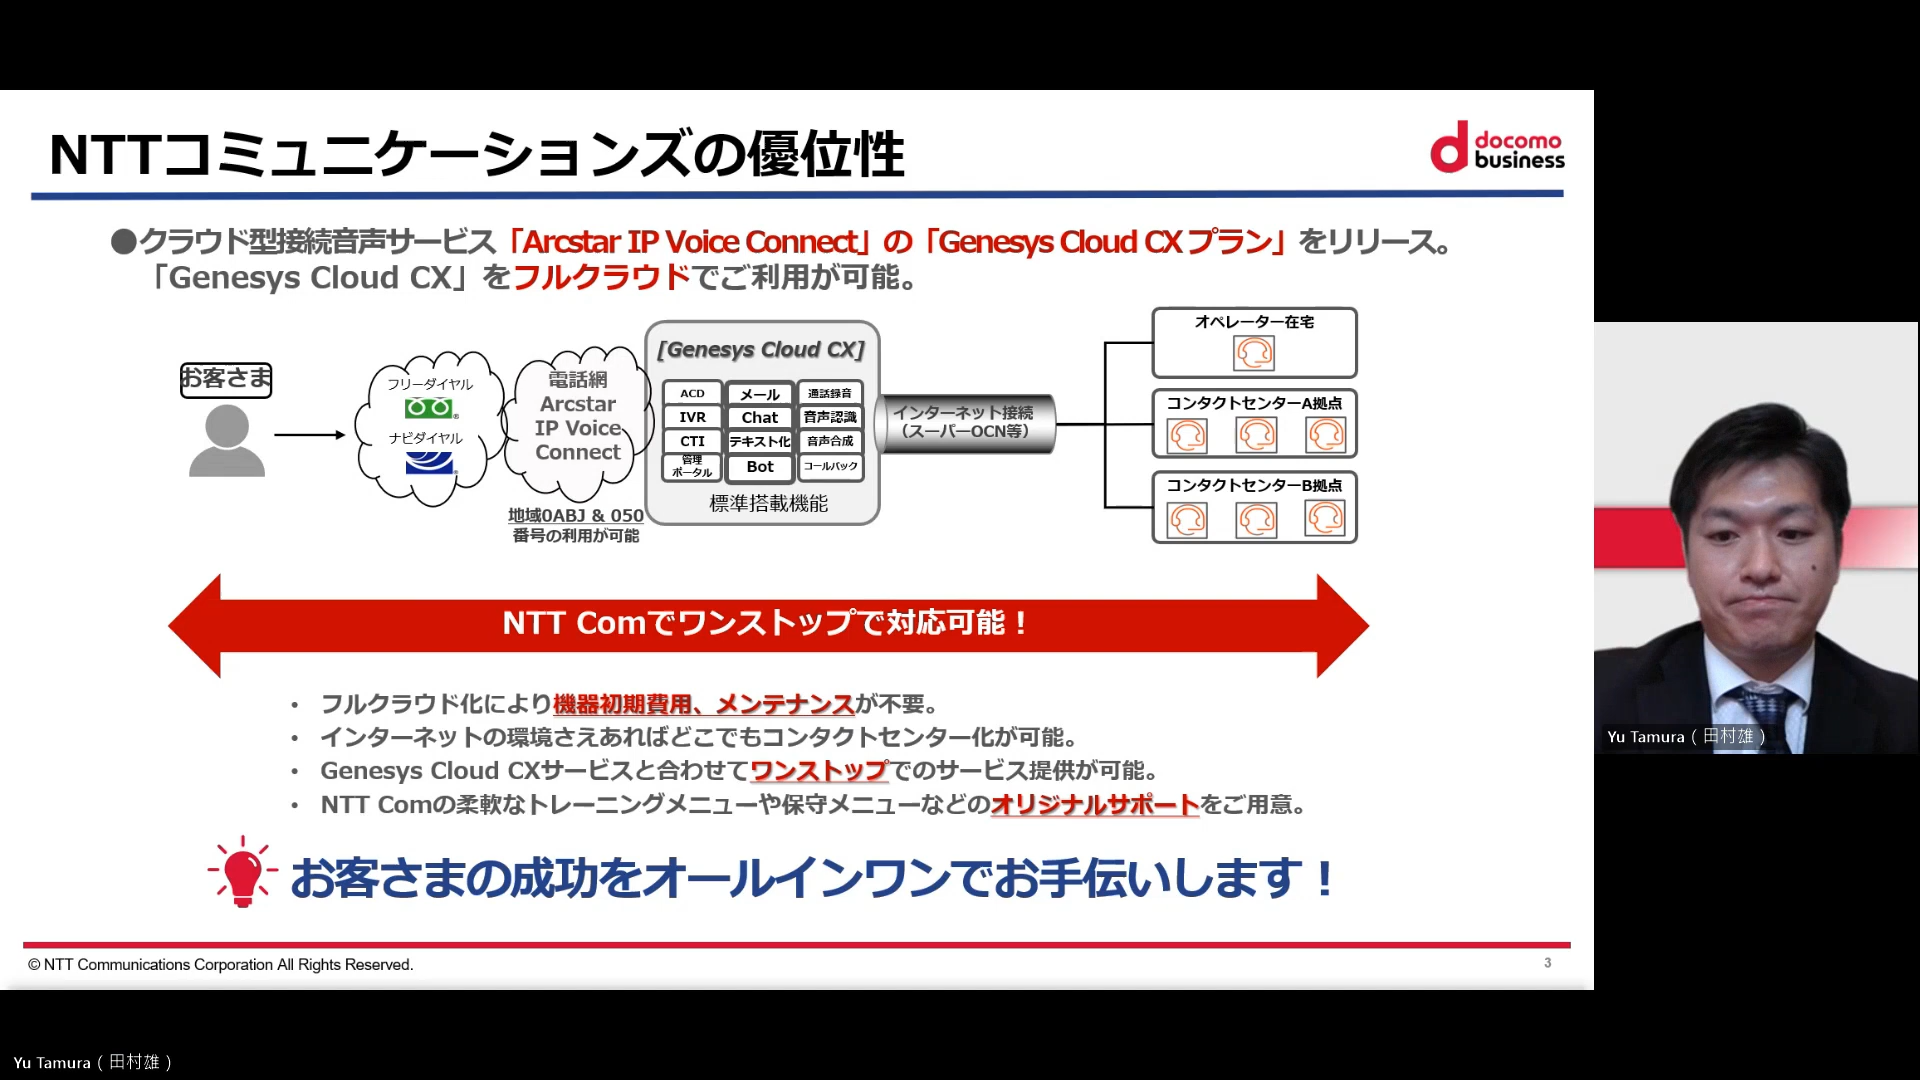 NTTコミュニケーションズの優位性
docomo
business
●クラウド型接続音声サービス「Arcstar IP Voice Connect」の「Genesys Cloud CXプラン」をリリース。
「Genesys Cloud CX」をフルクラウドでご利用が可能。
お客さま
フリーダイヤル
ナビダイヤル
電話網
Arcstar
IP Voice
Connect
地域0ABJ & 050
番号の利用が可能
[Genesys Cloud CX]
ACD メール 通話録音
IVR Chat 音声認識
CTI テキスト化 音声合成
管理
ポータル
Bot コールバック
標準搭載機能
インターネット接続
（スーパーOCN等）
オペレーター在宅
コンタクトセンターA拠点
コンタクトセンターB拠点
NTT Comでワンストップで対応可能！
• フルクラウド化により機器初期費用、メンテナンスが不要。
• インターネットの環境さえあればどこでもコンタクトセンター化が可能。
• Genesys Cloud CXサービスと合わせてワンストップでのサービス提供が可能。
• NTT Comの柔軟なトレーニングメニューや保守メニューなどのオリジナルサポートをご用意。
お客さまの成功をオールインワンでお手伝いします！
© NTT Communications Corporation All Rights Reserved.
3
Yu Tamura ( 田村雄 )
Yu Tamura ( 田村雄 )